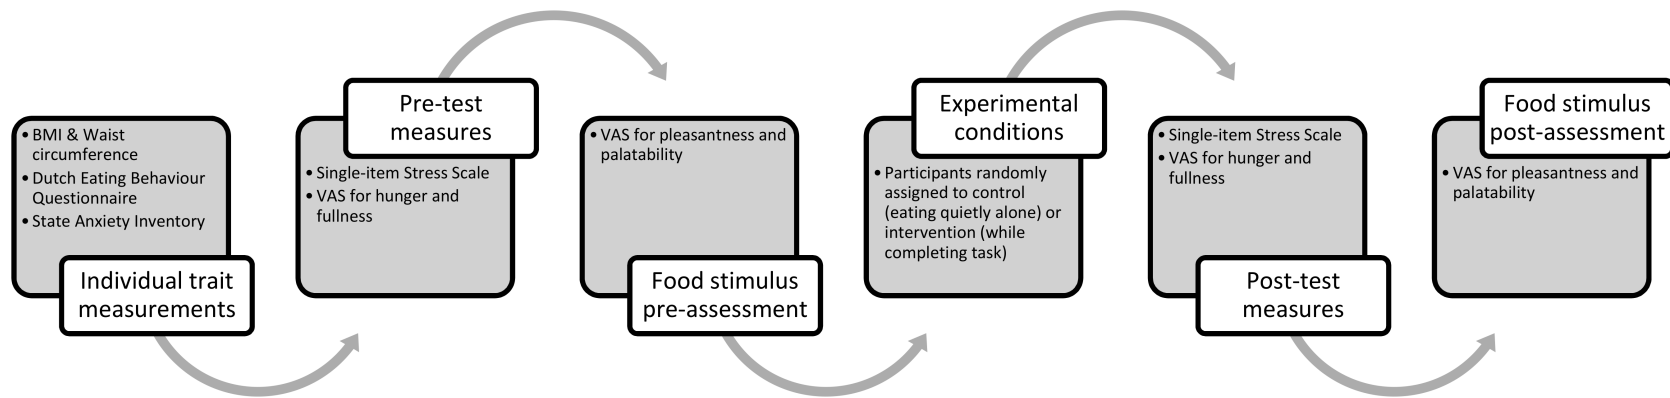 • BMI & Waist
circumference
• Dutch Eating Behaviour
Questionnaire
• State Anxiety Inventory
Individual trait
measurements
Pre-test
measures
• Single-item Stress Scale
• VAS for hunger and
fullness
• VAS for pleasantness and
palatability
Food stimulus
pre-assessment
Experimental
conditions
• Participants randomly
assigned to control
(eating quietly alone) or
intervention (while
completing task)
• Single-item Stress Scale
• VAS for hunger and
fullness
Post-test
measures
Food stimulus
post-assessment
• VAS for pleasantness and
palatability